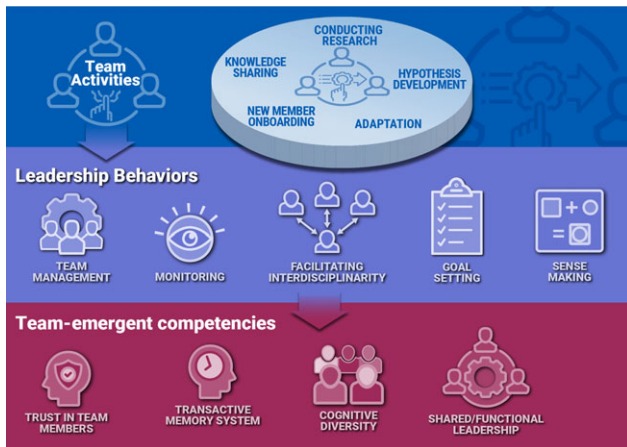 Team
Activities
CONDUCTING
RESEARCH
KNOWLEDGE
SHARING
HYPOTHESIS
DEVELOPMENT
NEW MEMBER
ONBOARDING
ADAPTATION
Leadership Behaviors
TEAM
MANAGEMENT
MONITORING
FACILITATING
INTERDISCIPLINARITY
GOAL
SETTING
SENSE
MAKING
Team-emergent competencies
TRUST IN TEAM
MEMBERS
TRANSACTIVE
MEMORY SYSTEM
COGNITIVE
DIVERSITY
SHARED/FUNCTIONAL
LEADERSHIP